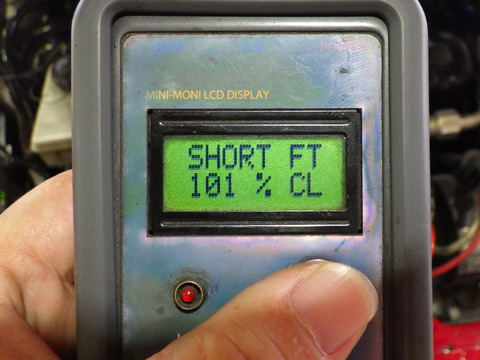 MINI-MONI LCD DISPLAY
SHORT FT
101 % CL